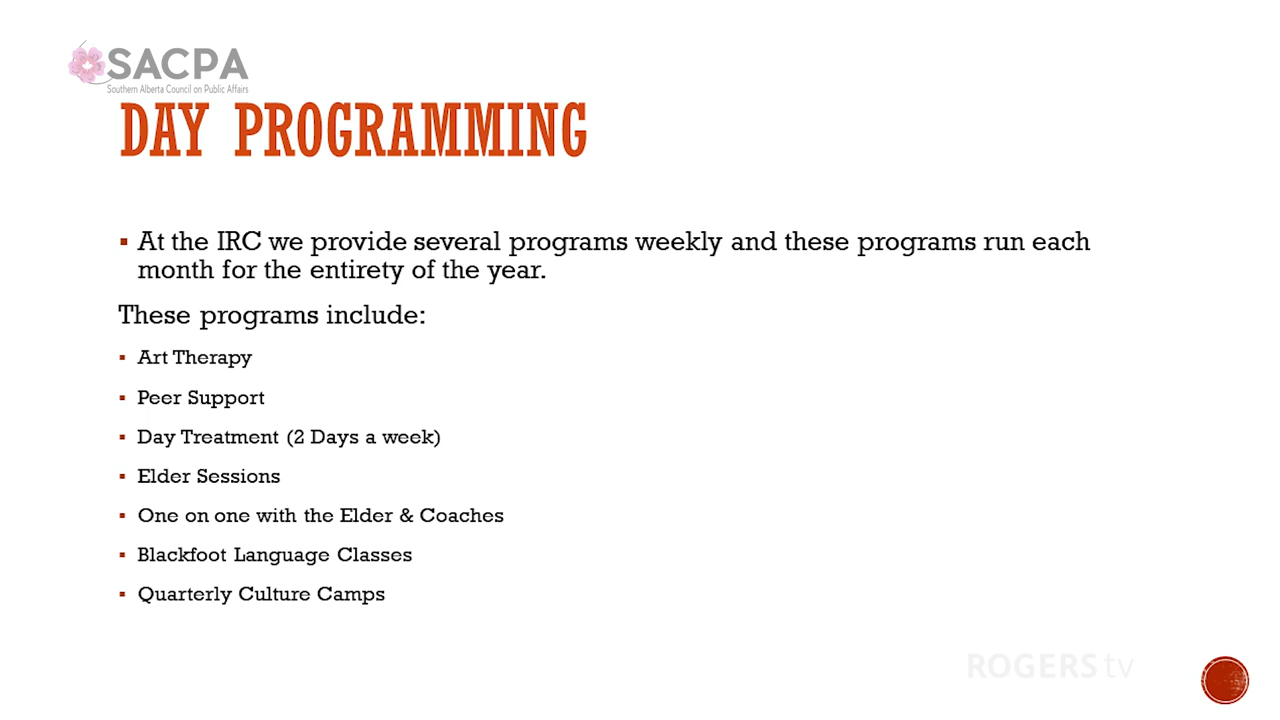 SACPA
Southern Alberta Council on Public Affairs
DAY PROGRAMMING
At the IRC we provide several programs weekly and these programs run each
month for the entirety of the year.
These programs include:
Art Therapy
Peer Support
Day Treatment (2 Days a week)
Elder Sessions
One on one with the Elder & Coaches
Blackfoot Language Classes
Quarterly Culture Camps
ROGERS tv